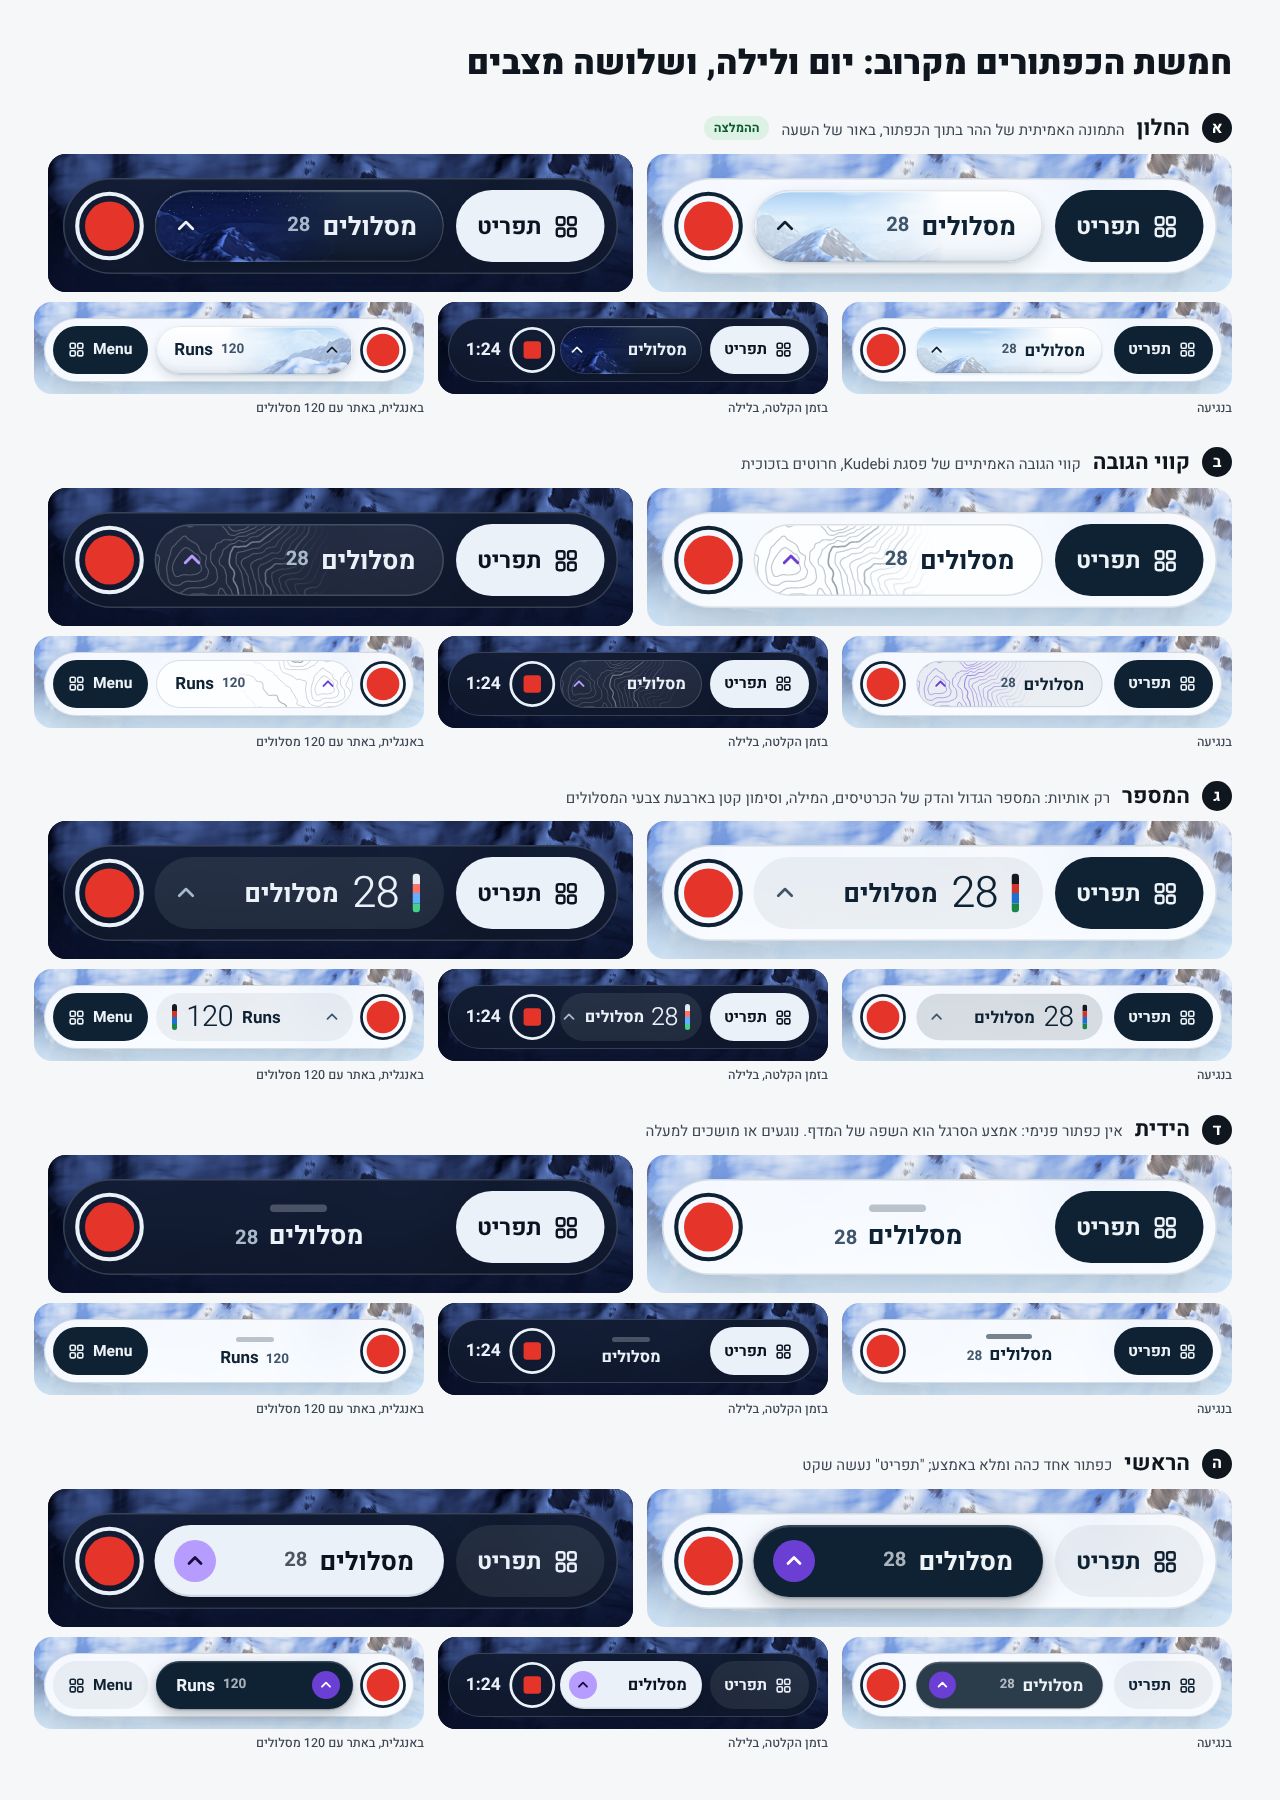 חמשת הכפתורים מקרוב: יום ולילה, ושלושה מצבים
א החלון התמונה האמיתית של ההר בתוך הכפתור, באור של השעה ההמלצה
תפריט מסלולים 28
תפריט מסלולים 28
תפריט מסלולים 28
תפריט מסלולים 1:24
Menu Runs 120
בנגיעה
בזמן הקלטה, בלילה
באנגלית, באתר עם 120 מסלולים
ב קווי הגובה קווי הגובה האמיתיים של פסגת Kudebi, חרוטים בזכוכית
תפריט מסלולים 28
תפריט מסלולים 28
תפריט מסלולים 28
תפריט מסלולים 1:24
Menu Runs 120
בנגיעה
בזמן הקלטה, בלילה
באנגלית, באתר עם 120 מסלולים
ג המספר רק אותיות: המספר הגדול והדק של הכרטיסים, המילה, וסימון קטן בארבעת צבעי המסלולים
תפריט 28 מסלולים
תפריט 28 מסלולים
תפריט 28 מסלולים
תפריט 28 מסלולים 1:24
Menu 120 Runs
בנגיעה
בזמן הקלטה, בלילה
באנגלית, באתר עם 120 מסלולים
ד הידית אין כפתור פנימי: אמצע הסרגל הוא השפה של המדף. נוגעים או מושכים למעלה
תפריט מסלולים 28
תפריט מסלולים 28
תפריט מסלולים 28
תפריט מסלולים 1:24
Menu Runs 120
בנגיעה
בזמן הקלטה, בלילה
באנגלית, באתר עם 120 מסלולים
ה הראשי כפתור אחד כהה ומלא באמצע; "תפריט" נעשה שקט
תפריט מסלולים 28
תפריט מסלולים 28
תפריט מסלולים 28
תפריט מסלולים 1:24
Menu Runs 120
בנגיעה
בזמן הקלטה, בלילה
באנגלית, באתר עם 120 מסלולים